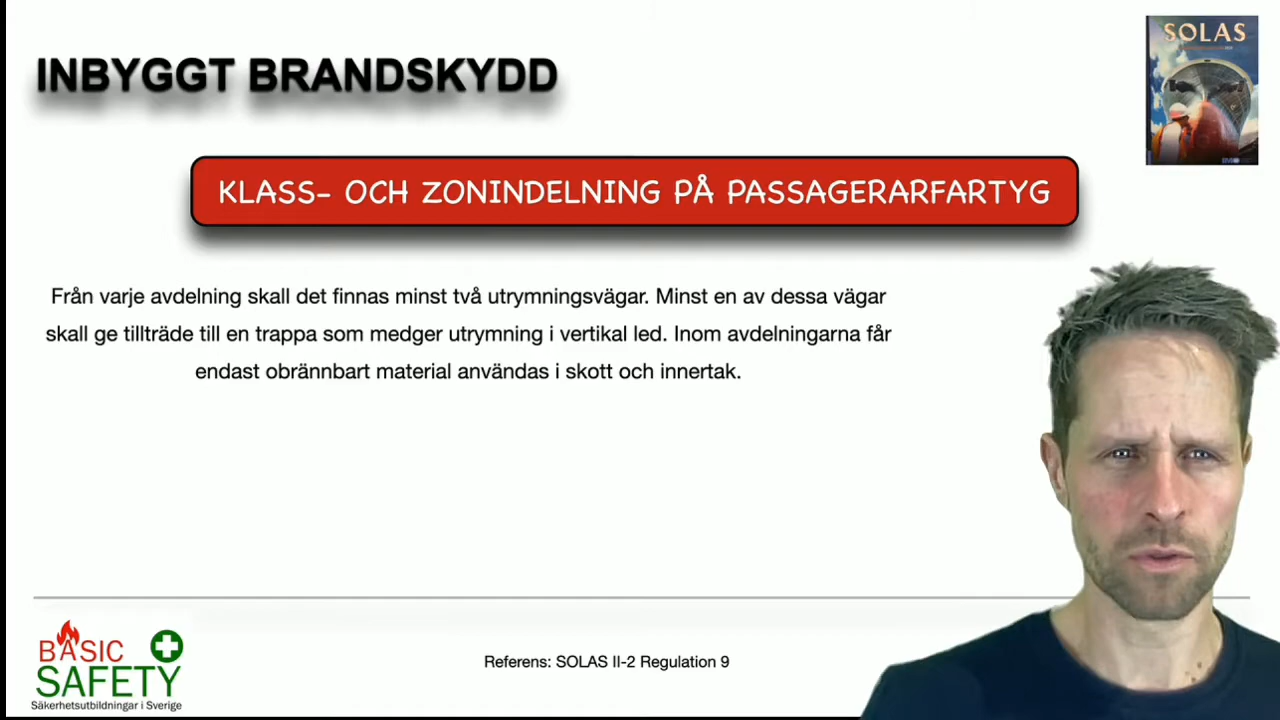 INBYGGT BRANDSKYDD
SOLAS
KLASS- OCH ZONINDELNING PÅ PASSAGERARFARTYG
Från varje avdelning skall det finnas minst två utrymningsvägar. Minst en av dessa vägar
skall ge tillträde till en trappa som medger utrymning i vertikal led. Inom avdelningarna får
endast obrännbart material användas i skott och innertak.
BASIC
SAFETY
Säkerhetsutbildningar i Sverige
Referens: SOLAS II-2 Regulation 9